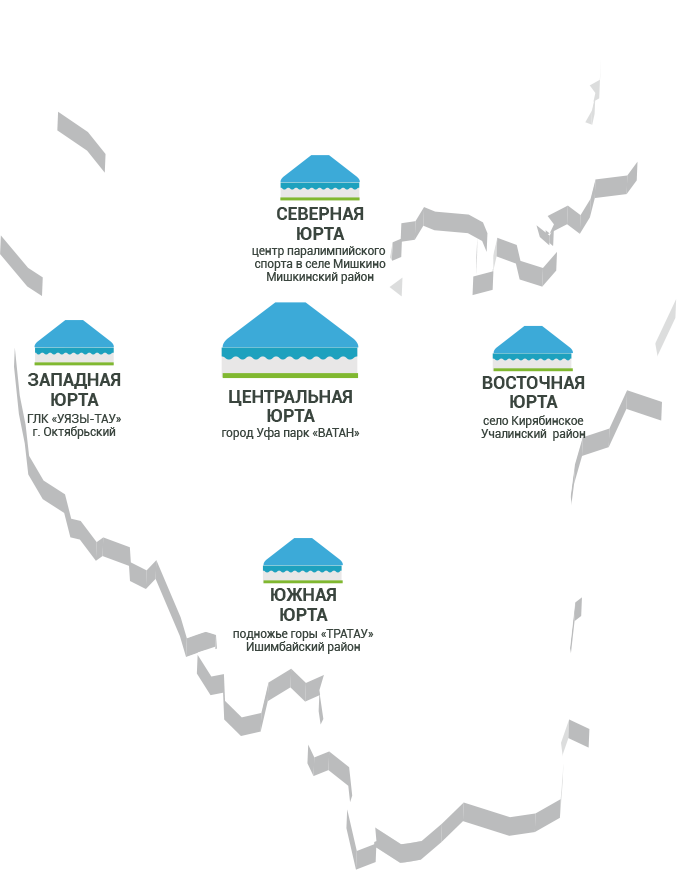 СЕВЕРНАЯ
ЮРТА
центр паралимпийского
спорта в селе Мишкино
Мишкинский район
ЗАПАДНАЯ
ЮРТА
ГЛК «УЯЗЫ-ТАУ»
г. Октябрьский
ЦЕНТРАЛЬНАЯ
ЮРТА
город Уфа парк «ВАТАН»
ВОСТОЧНАЯ
ЮРТА
село Кирябинское
Учалинский район
ЮЖНАЯ
ЮРТА
подножье горы «ТРАТАУ»
Ишимбайский район